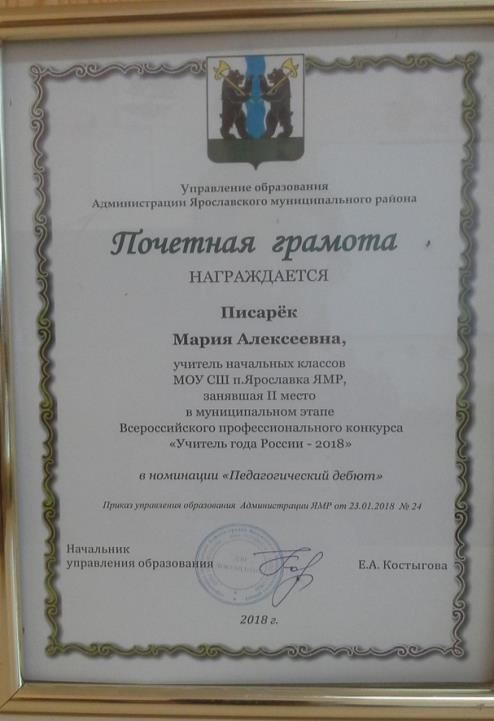 Управление образования
Администрации Ярославского муниципального района
Почетная грамота
НАГРАЖДАЕТСЯ
Писарёк
Мария Алексеевна,
учитель начальных классов
МОУ СШ п.Ярославка ЯМР,
занявшая II место
в муниципальном этапе
Всероссийского профессионального конкурса
«Учитель года России - 2018»
в номинации «Педагогический дебют»
Приказ управления образования Администрации ЯМР от 23.01.2018 № 24
Начальник
управления образования
Е.А. Костыгова
2018 г.